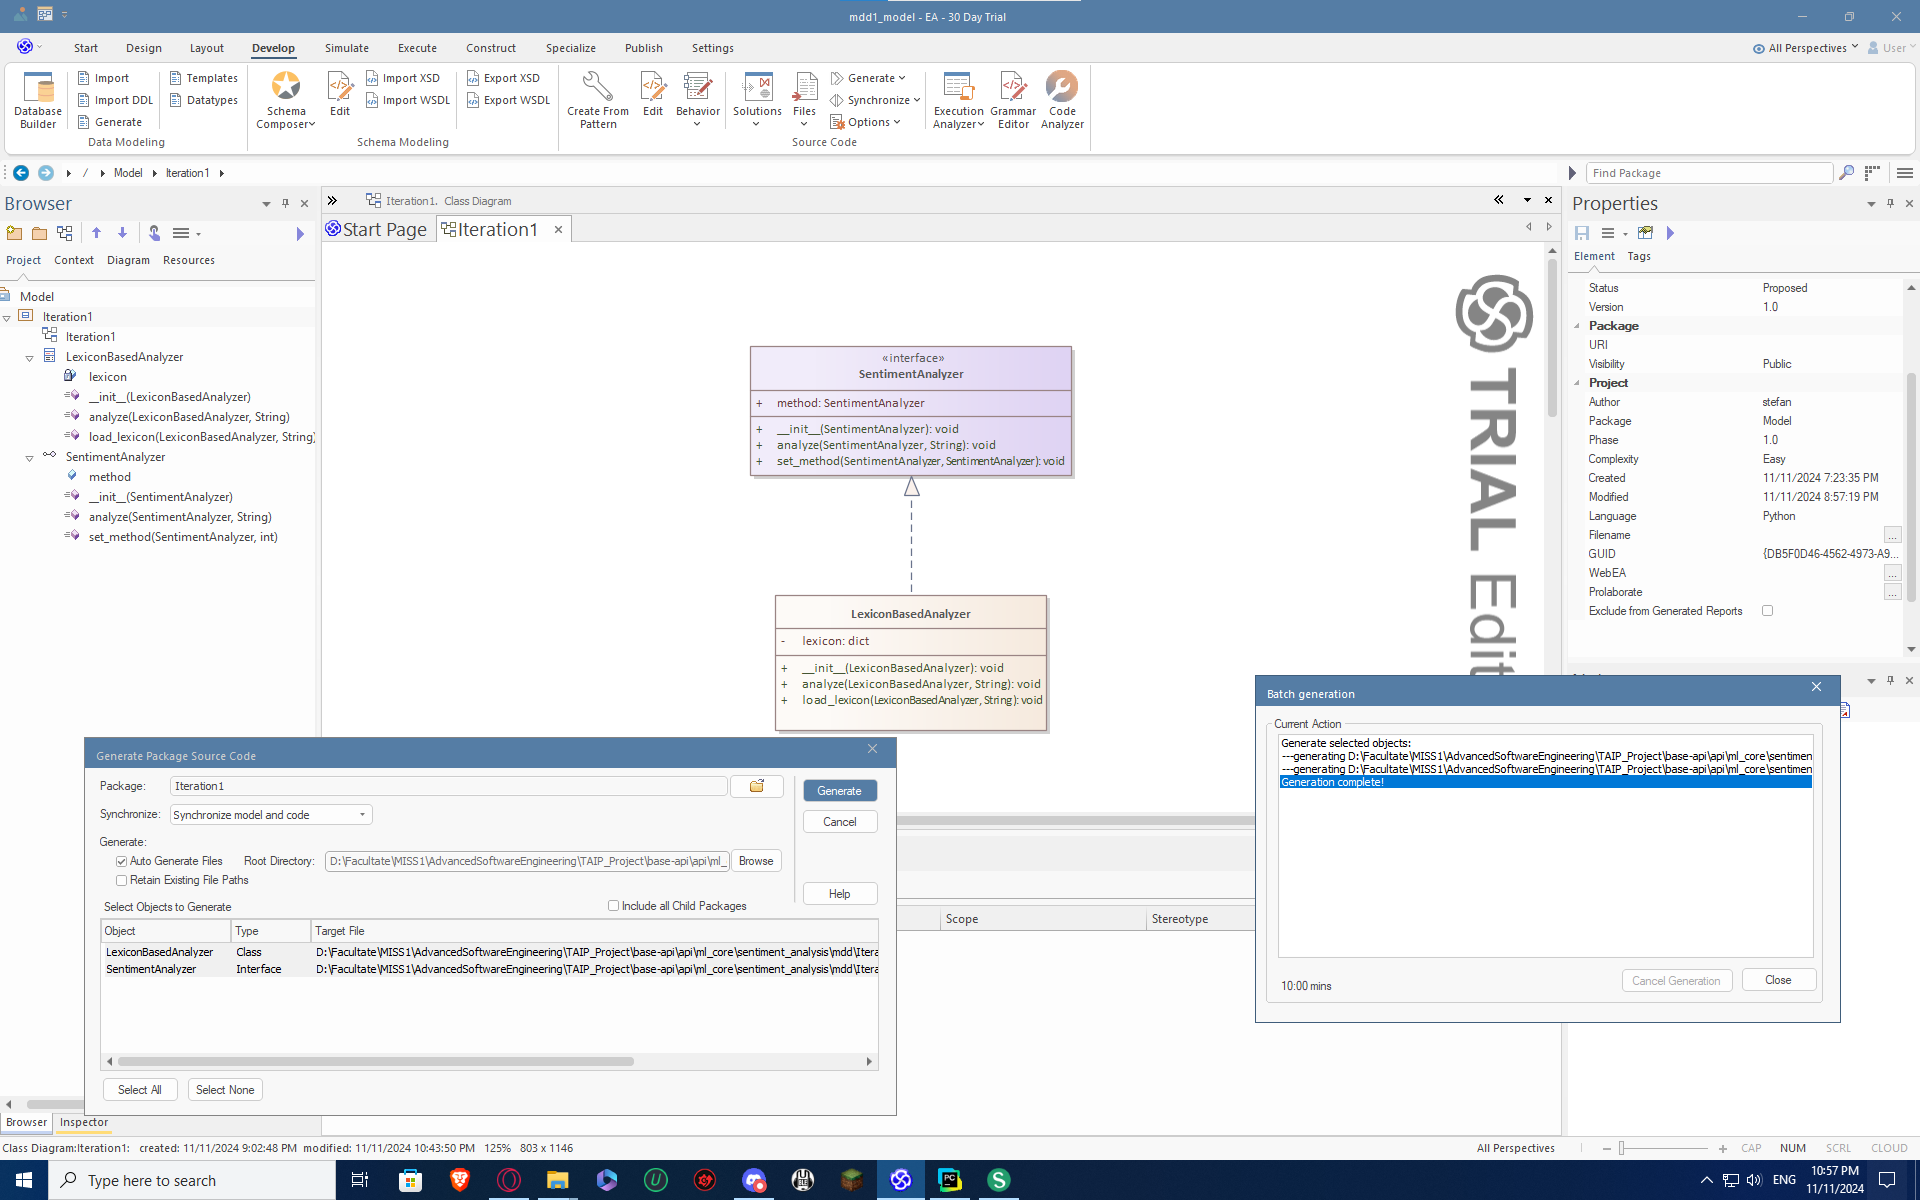 mdd1_model - EA - 30 Day Trial
Start Design Layout Develop Simulate Execute Construct Specialize Publish Settings
All Perspectives User
Database Builder
Import
Import DDL
Generate
Templates
Datatypes
Data Modeling
Schema Composer
Edit
Import XSD
Import WSDL
Export XSD
Export WSDL
Schema Modeling
Create From Pattern
Edit
Behavior
Solutions
Files
Generate
Synchronize
Options
Execution Analyzer
Grammar Editor
Code Analyzer
Source Code
/ Model Iteration1
Find Package
Browser
Project Context Diagram Resources
Model
Iteration1
Iteration1
LexiconBasedAnalyzer
lexicon
__init__(LexiconBasedAnalyzer)
analyze(LexiconBasedAnalyzer, String)
load_lexicon(LexiconBasedAnalyzer, String)
SentimentAnalyzer
method
__init__(SentimentAnalyzer)
analyze(SentimentAnalyzer, String)
set_method(SentimentAnalyzer, int)
Iteration1. Class Diagram
Start Page Iteration1
«interface»
SentimentAnalyzer
+ method: SentimentAnalyzer
+ __init__(SentimentAnalyzer): void
+ analyze(SentimentAnalyzer, String): void
+ set_method(SentimentAnalyzer, SentimentAnalyzer): void
LexiconBasedAnalyzer
- lexicon: dict
+ __init__(LexiconBasedAnalyzer): void
+ analyze(LexiconBasedAnalyzer, String): void
+ load_lexicon(LexiconBasedAnalyzer, String): void
TRIAL Edit
Properties
Element Tags
Status Proposed
Version 1.0
Package
URI
Visibility Public
Project
Author stefan
Package Model
Phase 1.0
Complexity Easy
Created 11/11/2024 7:23:35 PM
Modified 11/11/2024 8:57:19 PM
Language Python
Filename ...
GUID {DB5F0D46-4562-4973-A9...
WebEA ...
Prolaborate ...
Exclude from Generated Reports
Generate Package Source Code
Package: Iteration1
Synchronize: Synchronize model and code
Generate:
Auto Generate Files Root Directory: D:\Facultate\MISS1\AdvancedSoftwareEngineering\TAIP_Project\base-api\api\ml_ Browse
Retain Existing File Paths
Select Objects to Generate Include all Child Packages
Generate
Cancel
Help
Object Type Target File
LexiconBasedAnalyzer Class D:\Facultate\MISS1\AdvancedSoftwareEngineering\TAIP_Project\base-api\api\ml_core\sentiment_analysis\mdd\Itera
SentimentAnalyzer Interface D:\Facultate\MISS1\AdvancedSoftwareEngineering\TAIP_Project\base-api\api\ml_core\sentiment_analysis\mdd\Itera
Select All Select None
Scope Stereotype
Batch generation
Current Action
Generate selected objects:
---generating D:\Facultate\MISS1\AdvancedSoftwareEngineering\TAIP_Project\base-api\api\ml_core\sentimen
---generating D:\Facultate\MISS1\AdvancedSoftwareEngineering\TAIP_Project\base-api\api\ml_core\sentimen
Generation complete!
10:00 mins
Cancel Generation Close
Browser Inspector
Class Diagram:Iteration1: created: 11/11/2024 9:02:48 PM modified: 11/11/2024 10:43:50 PM 125% 803 x 1146
All Perspectives CAP NUM SCRL CLOUD
Type here to search
ENG
10:57 PM
11/11/2024